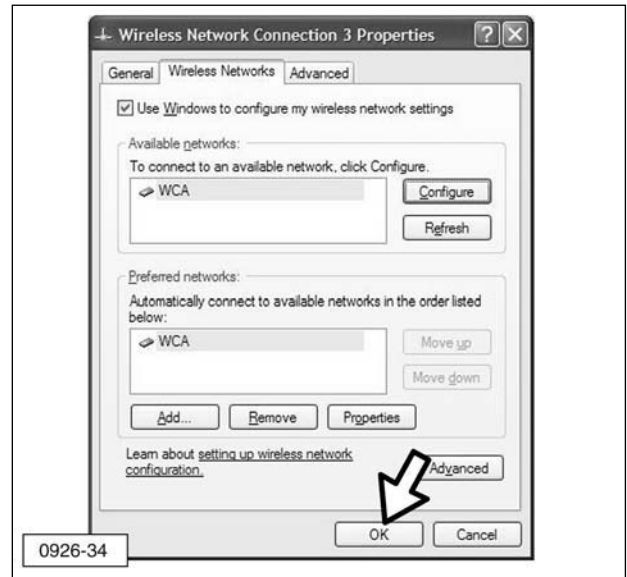 Wireless Network Connection 3 Properties
General Wireless Networks Advanced
Use Windows to configure my wireless network settings
Available networks:
To connect to an available network, click Configure.
WCA
Configure
Refresh
Preferred networks:
Automatically connect to available networks in the order listed
below:
WCA
Move up
Move down
Add... Remove Properties
Learn about setting up wireless network
configuration.
Advanced
OK Cancel
0926-34